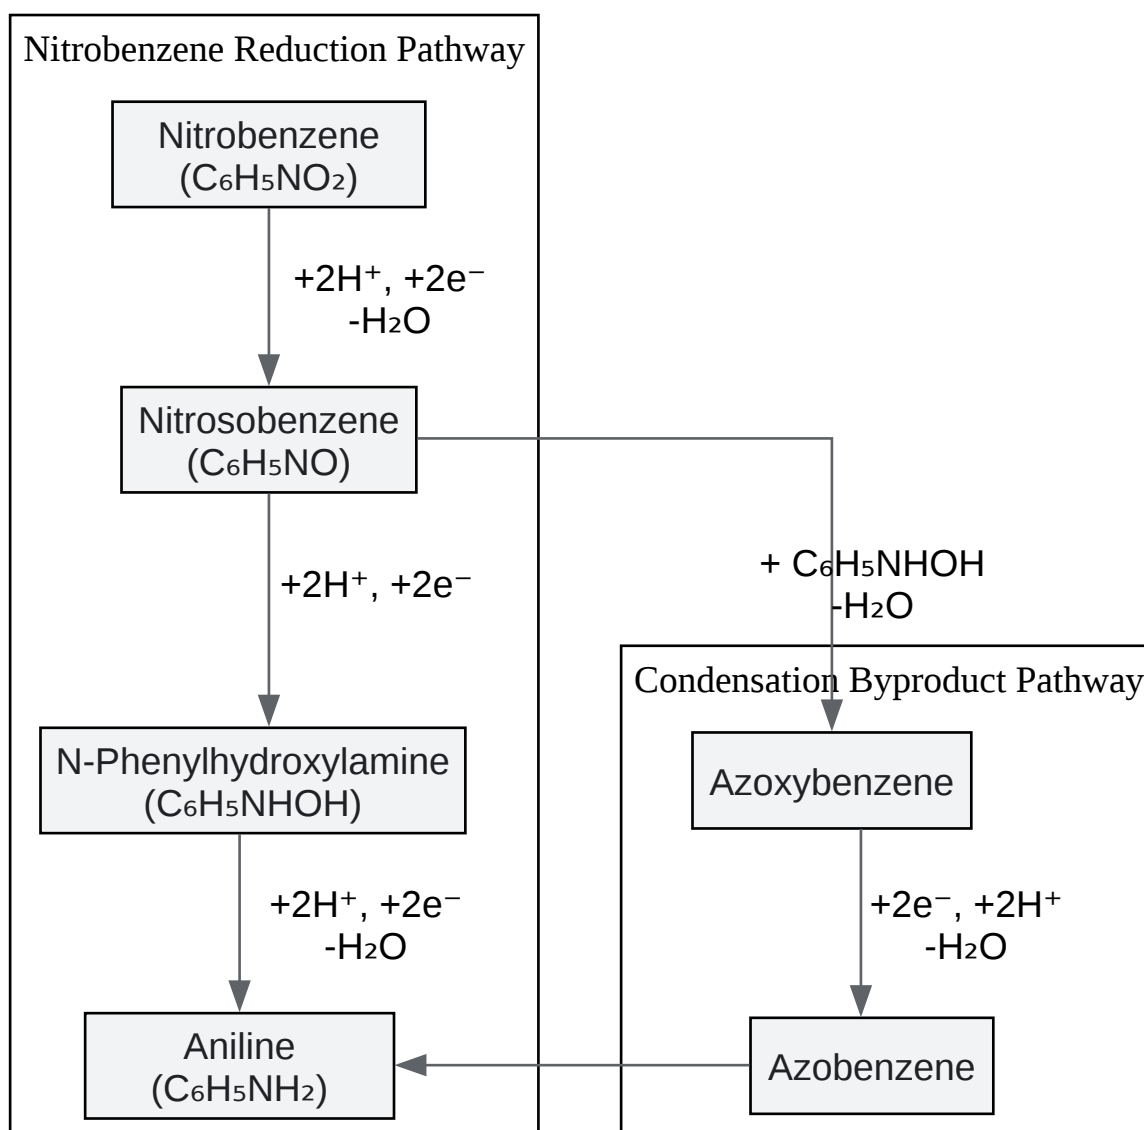 Nitrobenzene Reduction Pathway
Nitrobenzene
(C₆H₅NO₂)
+2H⁺, +2e⁻
-H₂O
Nitrosobenzene
(C₆H₅NO)
+2H⁺, +2e⁻
N-Phenylhydroxylamine
(C₆H₅NHOH)
+2H⁺, +2e⁻
-H₂O
Aniline
(C₆H₅NH₂)
+ C₆H₅NHOH
-H₂O
Condensation Byproduct Pathway
Azoxybenzene
+2e⁻, +2H⁺
-H₂O
Azobenzene